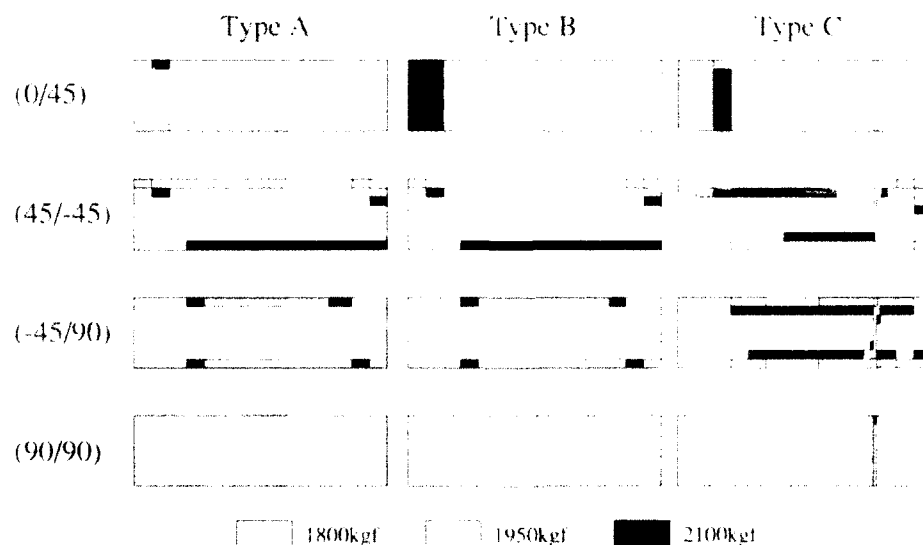 Type A Type B Type C
(0/45)
(45/-45)
(-45/90)
(90/90)
1800kgf 1950kgf 2100kgf